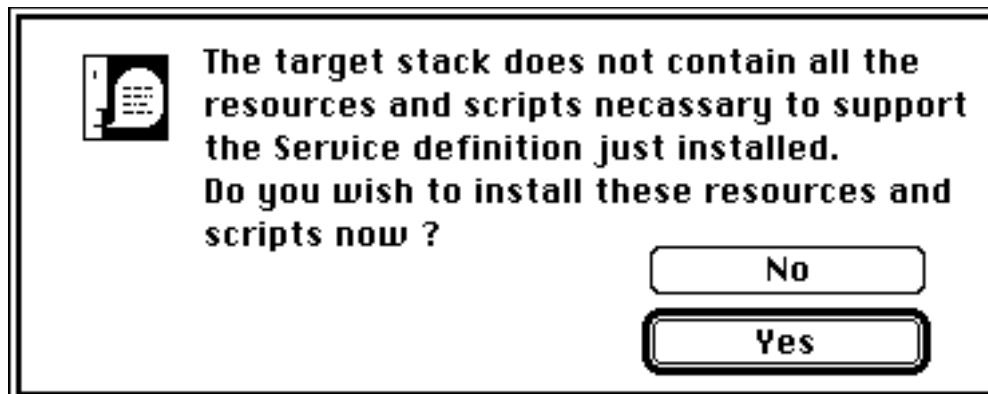 The target stack does not contain all the
resources and scripts necassary to support
the Service definition just installed.
Do you wish to install these resources and
scripts now ?
No
Yes